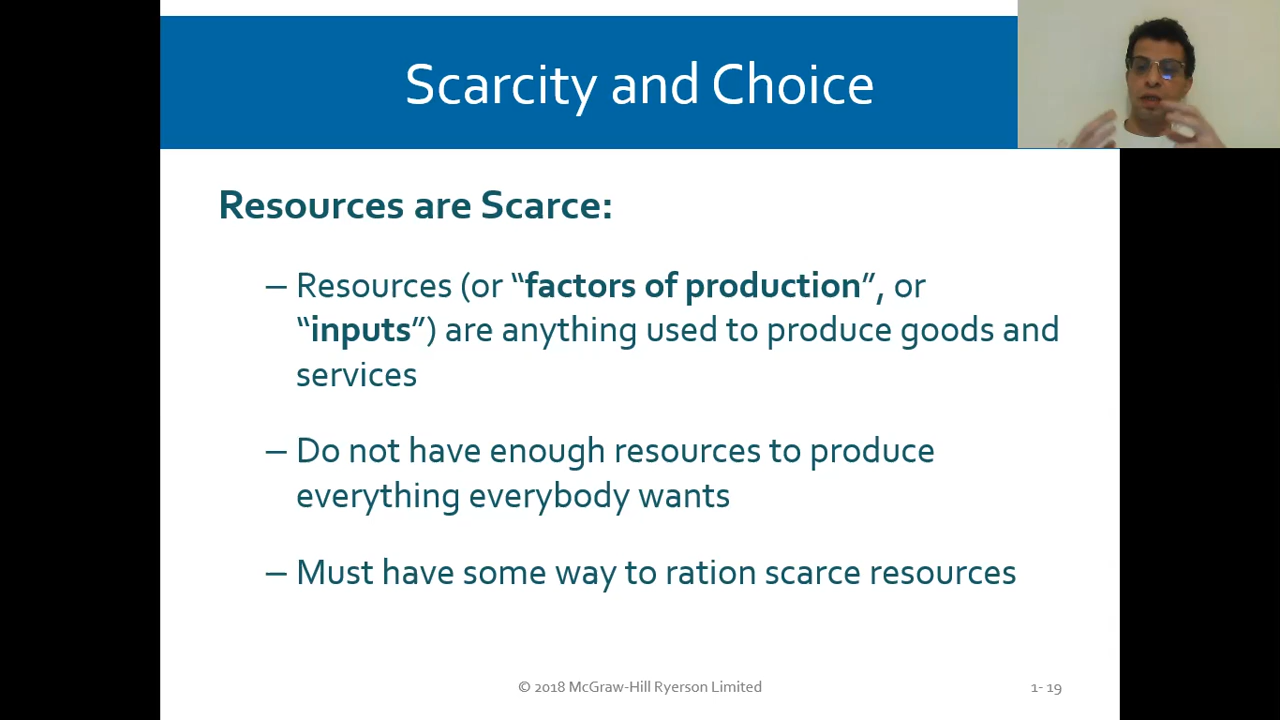 Scarcity and Choice
Resources are Scarce:
– Resources (or “factors of production”, or
“inputs”) are anything used to produce goods and
services
– Do not have enough resources to produce
everything everybody wants
– Must have some way to ration scarce resources
© 2018 McGraw-Hill Ryerson Limited
1- 19